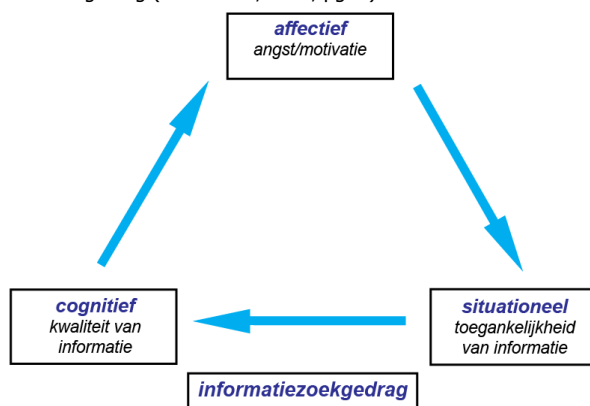 affectief
angst/motivatie
cognitief
kwaliteit van
informatie
situationeel
toegankelijkheid
van informatie
informatiezoekgedrag